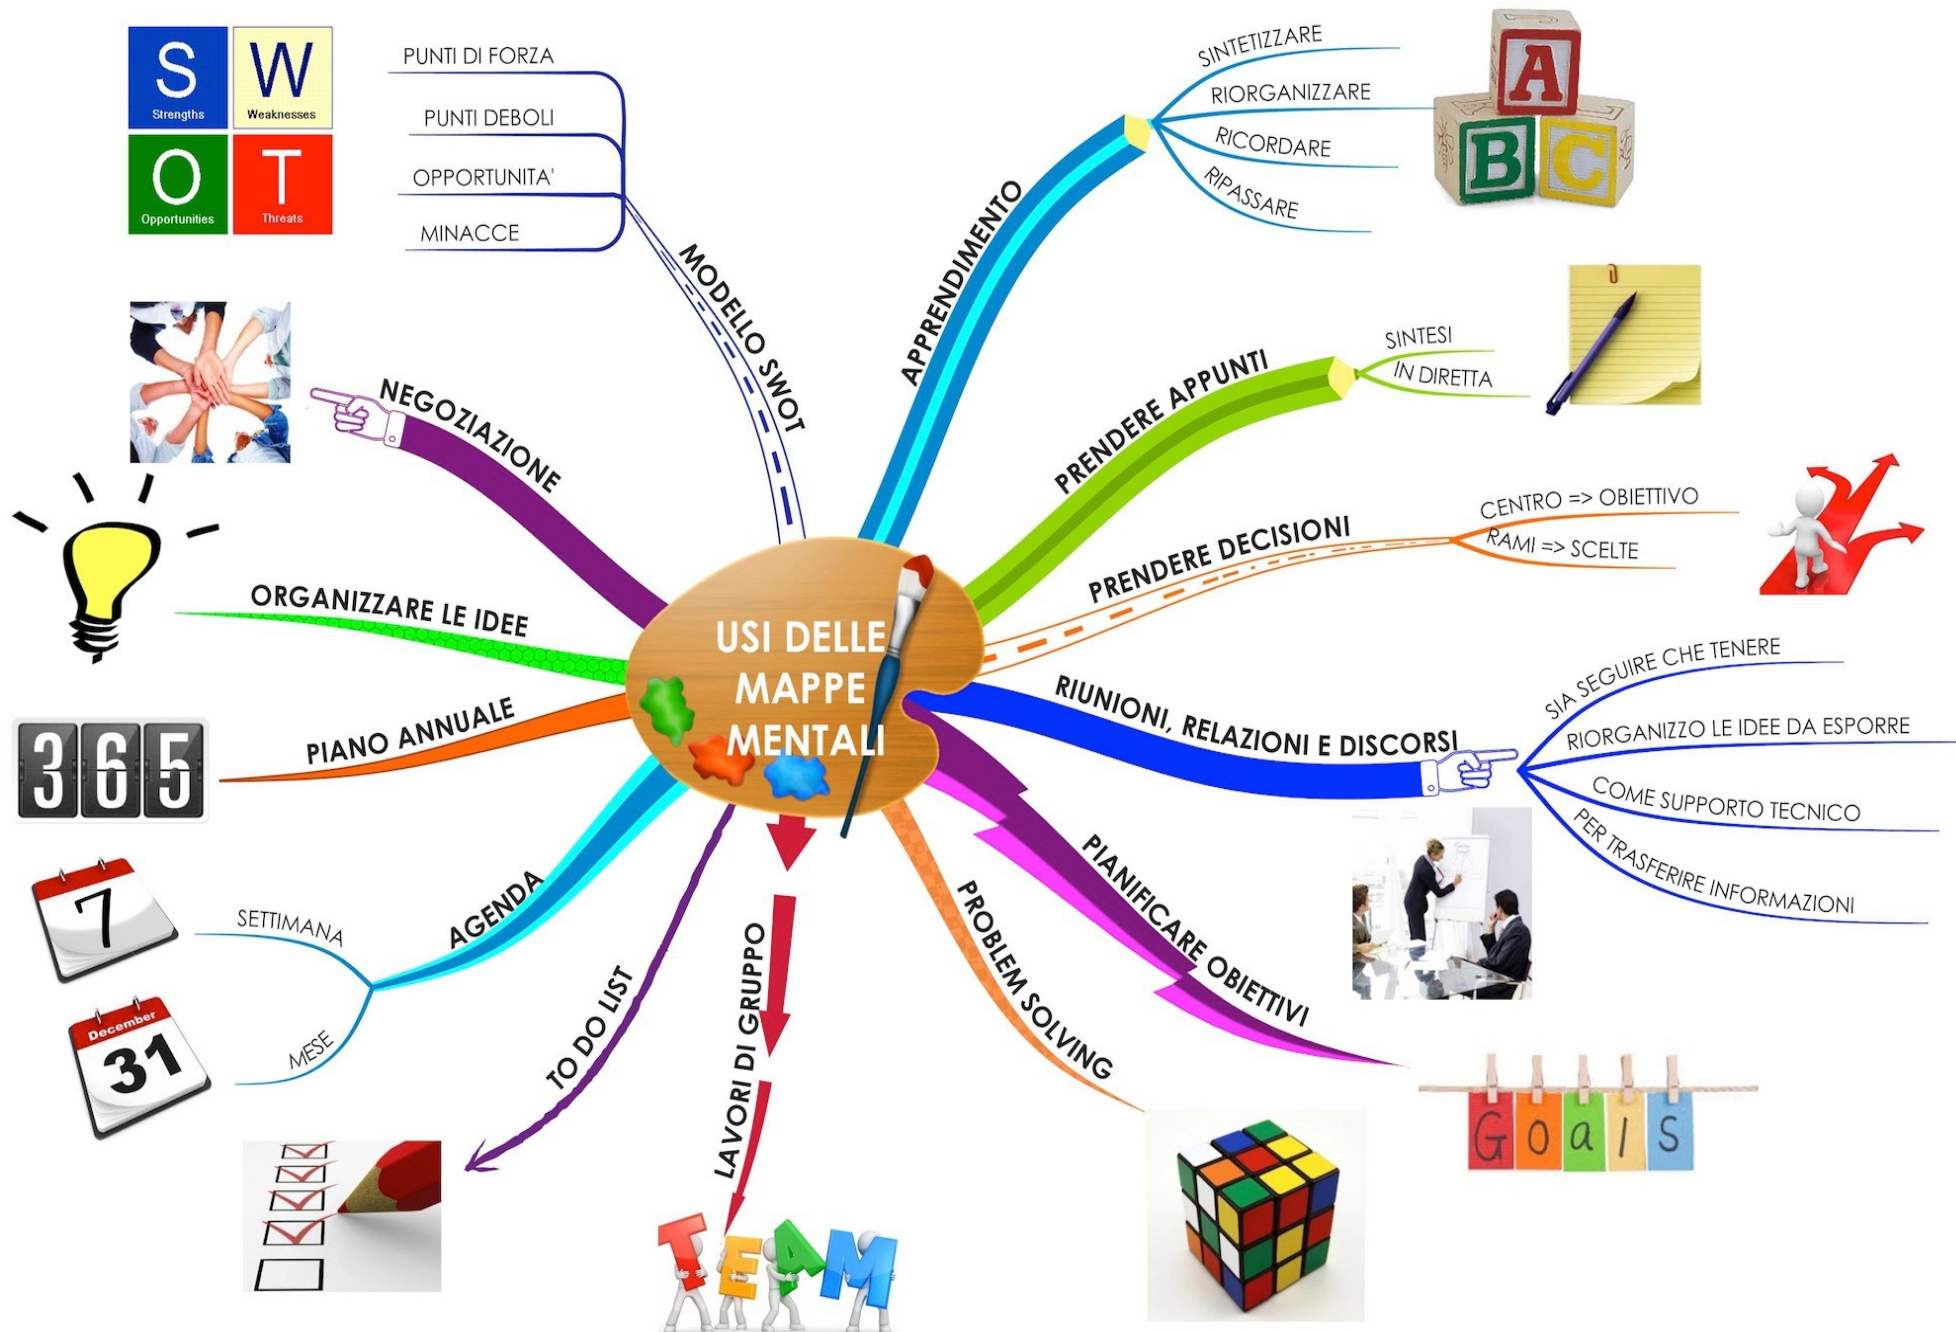 USI DELLE
MAPPE
MENTALI
APPRENDIMENTO
SINTETIZZARE
RIORGANIZZARE
RICORDARE
RIPASSARE
A
B
C
PRENDERE APPUNTI
SINTESI
IN DIRETTA
PRENDERE DECISIONI
CENTRO => OBIETTIVO
RAMI => SCELTE
RIUNIONI, RELAZIONI E DISCORSI
SIA SEGUIRE CHE TENERE
RIORGANIZZO LE IDEE DA ESPORRE
COME SUPPORTO TECNICO
PER TRASFERIRE INFORMAZIONI
PIANIFICARE OBIETTIVI
GOalS
PROBLEM SOLVING
LAVORI DI GRUPPO
TEAM
TO DO LIST
AGENDA
SETTIMANA
MESE
7
December
31
PIANO ANNUALE
365
ORGANIZZARE LE IDEE
NEGOZIAZIONE
MODELLO SWOT
PUNTI DI FORZA
PUNTI DEBOLI
OPPORTUNITA'
MINACCE
S W
Strengths Weaknesses
O T
Opportunities Threats